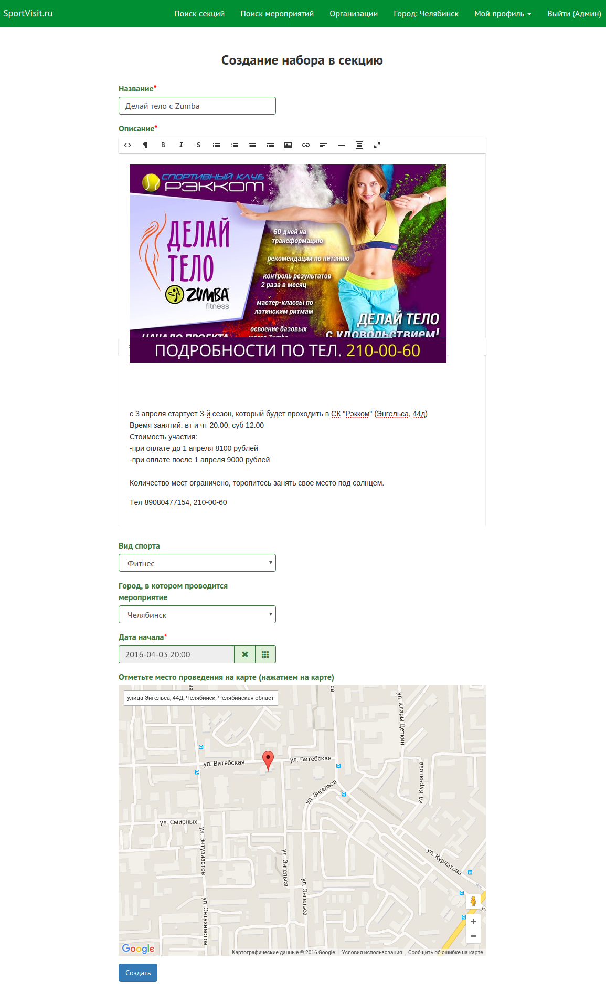 SportVisit.ru
Поиск секций
Поиск мероприятий
Организации
Город: Челябинск
Мой профиль
Выйти (Админ)
Создание набора в секцию
Название*
Делай тело с Zumba
Описание*
СПОРТИВНЫЙ КЛУБ
РЭККОМ
ДЕЛАЙ
ТЕЛО
ZUMBA
fitness
60 дней на
трансформацию
рекомендации по питанию
контроль результатов
2 раза в месяц
мастер-классы по
латинским ритмам
освоение базовых
шагов Zumba
ДЕЛАЙ ТЕЛО
с удовольствием!
НАЧАЛО ПРОЕКТА
ПОДРОБНОСТИ ПО ТЕЛ. 210-00-60
с 3 апреля стартует 3-й сезон, который будет проходить в СК "Рэкком" (Энгельса, 44д)
Время занятий: вт и чт 20.00, суб 12.00
Стоимость участия:
-при оплате до 1 апреля 8100 рублей
-при оплате после 1 апреля 9000 рублей
Количество мест ограничено, торопитесь занять свое место под солнцем.
Тел 89080477154, 210-00-60
Вид спорта
Фитнес
Город, в котором проводится
мероприятие
Челябинск
Дата начала*
2016-04-03 20:00
Отметьте место проведения на карте (нажатием на карте)
улица Энгельса, 44Д, Челябинск, Челябинская област
ул. Клары Цеткин
ул. Витебская
ул. Витебская
ул. Курчатова
ул. Энгельса
ул. Смирных
ул. Энтузиастов
ул. Энгельса
ул. Курчатова
ул. Энгельса
ул. Энтузиастов
Google
Картографические данные © 2016 Google
Условия использования
Сообщить об ошибке на карте
Создать